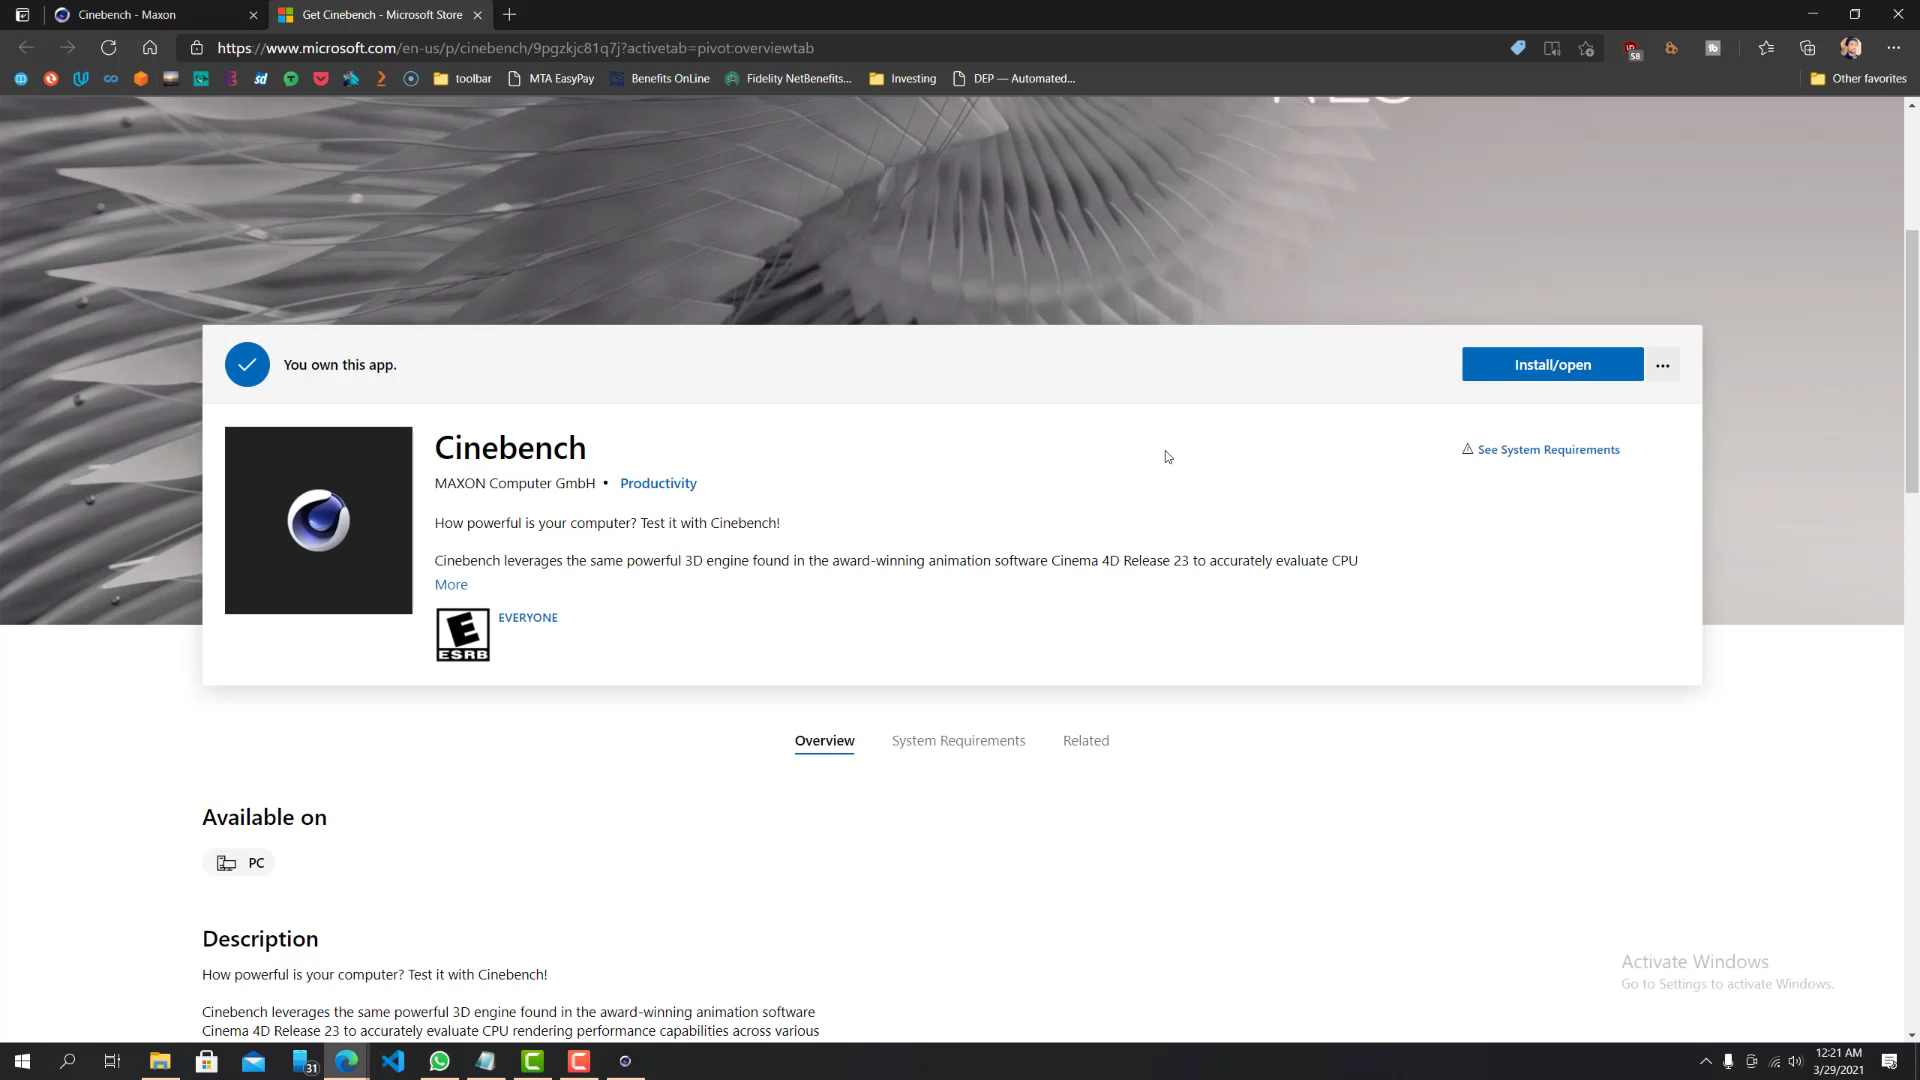 Cinebench - Maxon
Get Cinebench - Microsoft Store
https://www.microsoft.com/en-us/p/cinebench/9pgzkjc81q7j?activetab=pivot:overviewtab
58
sd
toolbar
MTA EasyPay
Benefits OnLine
Fidelity NetBenefits...
Investing
DEP — Automated...
Other favorites
You own this app.
Install/open
Cinebench
See System Requirements
MAXON Computer GmbH • Productivity
How powerful is your computer? Test it with Cinebench!
Cinebench leverages the same powerful 3D engine found in the award-winning animation software Cinema 4D Release 23 to accurately evaluate CPU
More
E
ESRB
EVERYONE
Overview
System Requirements
Related
Available on
PC
Description
How powerful is your computer? Test it with Cinebench!
Cinebench leverages the same powerful 3D engine found in the award-winning animation software
Cinema 4D Release 23 to accurately evaluate CPU rendering performance capabilities across various
Activate Windows
Go to Settings to activate Windows.
31
12:21 AM
3/29/2021